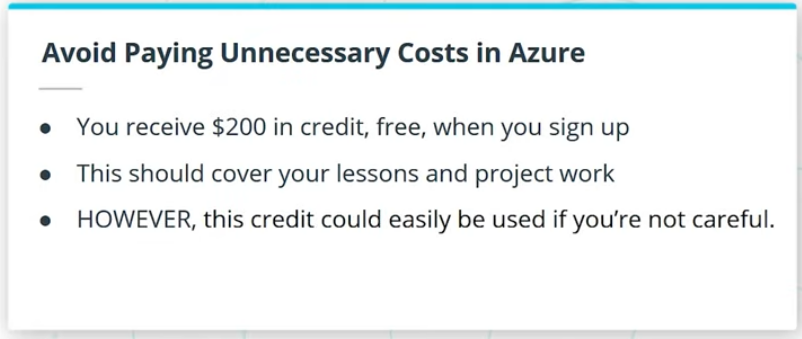 Avoid Paying Unnecessary Costs in Azure
● You receive $200 in credit, free, when you sign up
● This should cover your lessons and project work
● HOWEVER, this credit could easily be used if you’re not careful.